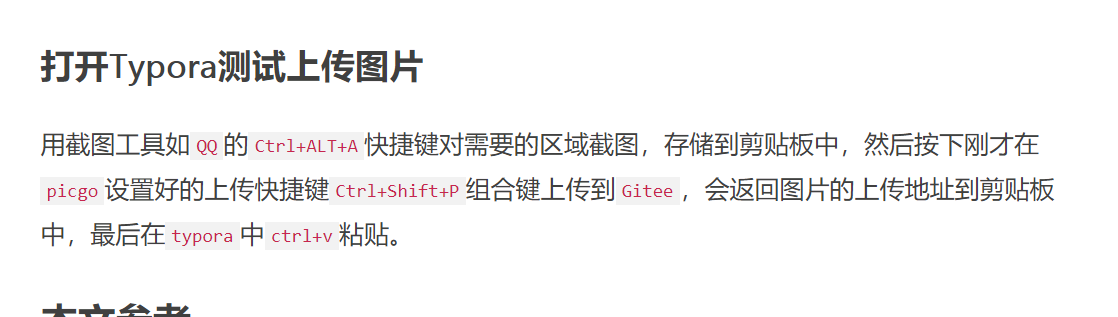 打开Typora测试上传图片
用截图工具如QQ的Ctrl+ALT+A快捷键对需要的区域截图，存储到剪贴板中，然后按下刚才在
picgo设置好的上传快捷键Ctrl+Shift+P组合键上传到Gitee，会返回图片的上传地址到剪贴板
中，最后在typora中ctrl+v粘贴。
本文参考